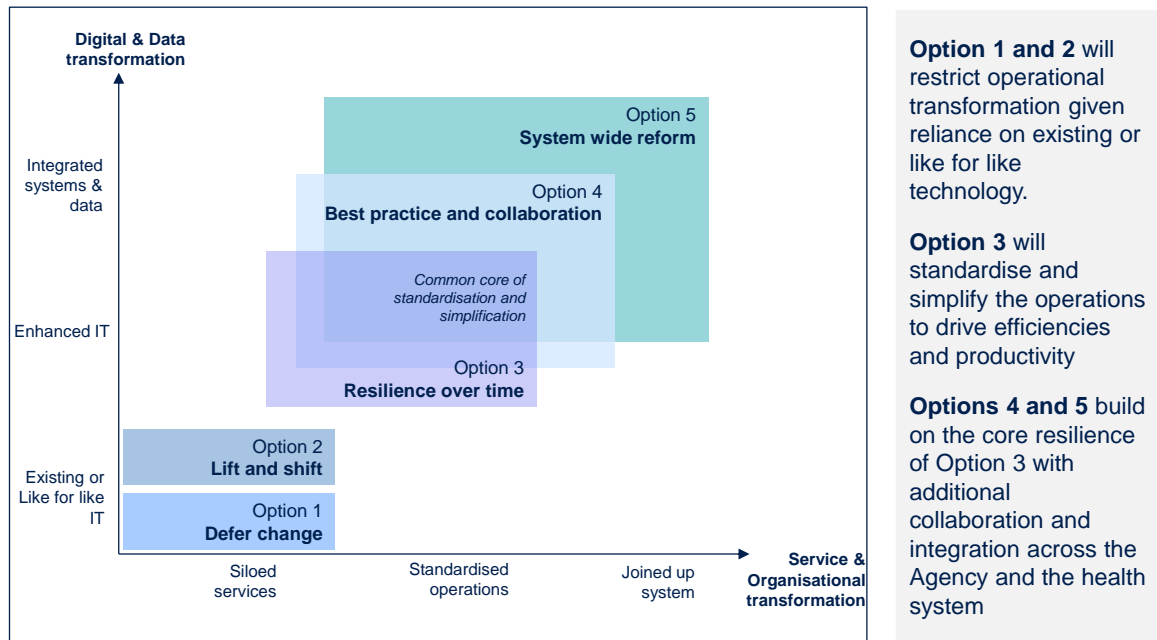 Digital & Data
transformation
Integrated
systems &
data
Enhanced IT
Existing or
Like for like
IT
Option 5
System wide reform
Option 4
Best practice and collaboration
Common core of
standardisation and
simplification
Option 3
Resilience over time
Option 2
Lift and shift
Option 1
Defer change
Siloed
services
Standardised
operations
Joined up
system
Service &
Organisational
transformation
Option 1 and 2 will
restrict operational
transformation given
reliance on existing or
like for like
technology.
Option 3 will
standardise and
simplify the operations
to drive efficiencies
and productivity
Options 4 and 5 build
on the core resilience
of Option 3 with
additional
collaboration and
integration across the
Agency and the health
system